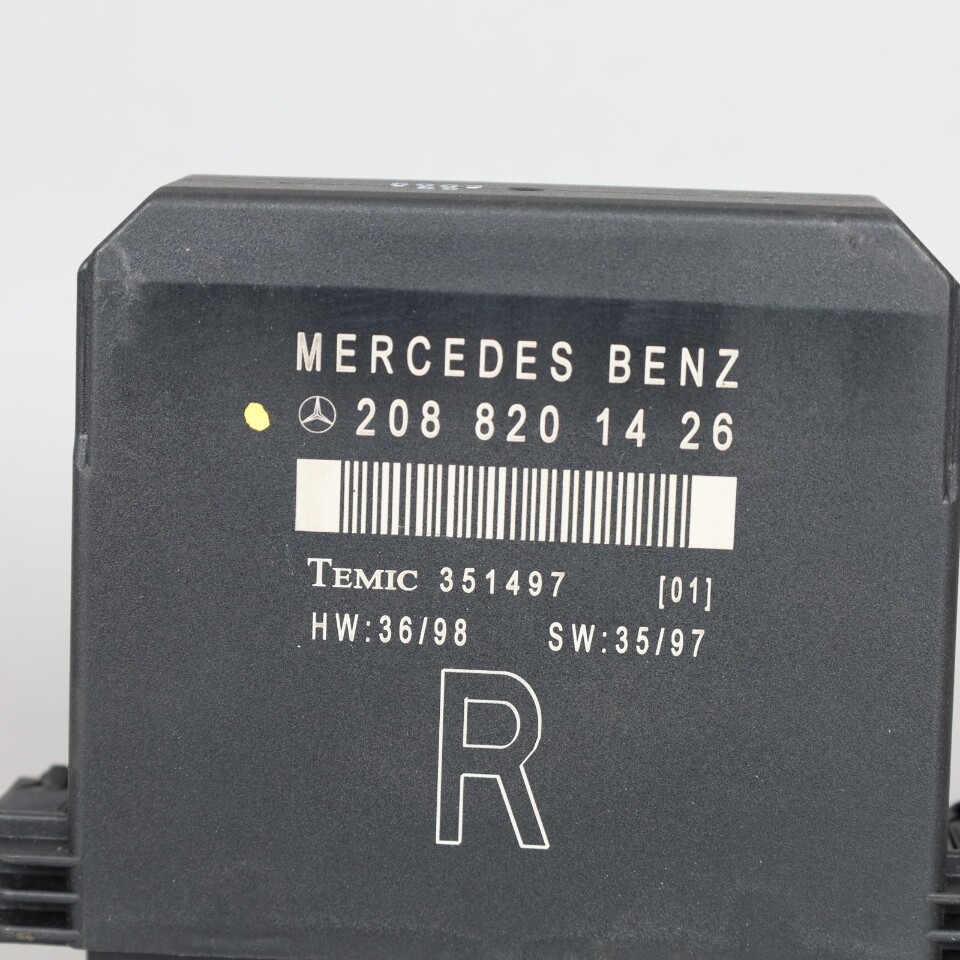 MERCEDES BENZ
208 820 14 26
TEMIC 351497 [01]
HW:36/98 SW:35/97
R